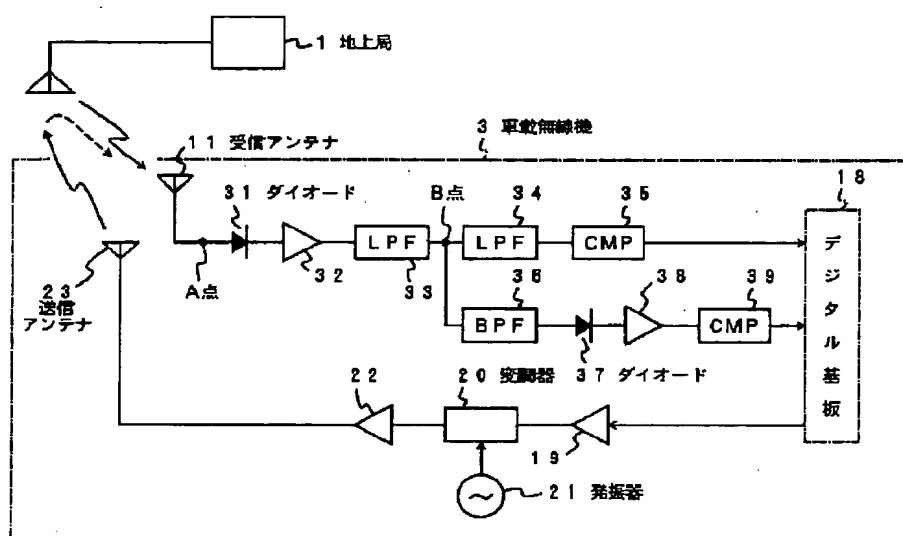 1 地上局
3 車載無線機
11 受信アンテナ
31 ダイオード
B点
34
35
18
LPF
LPF
CMP
A点
32
33
36
38
39
23
送信
アンテナ
BPF
CMP
デジタル基板
22
20 変調器
37 ダイオード
19
21 発振器